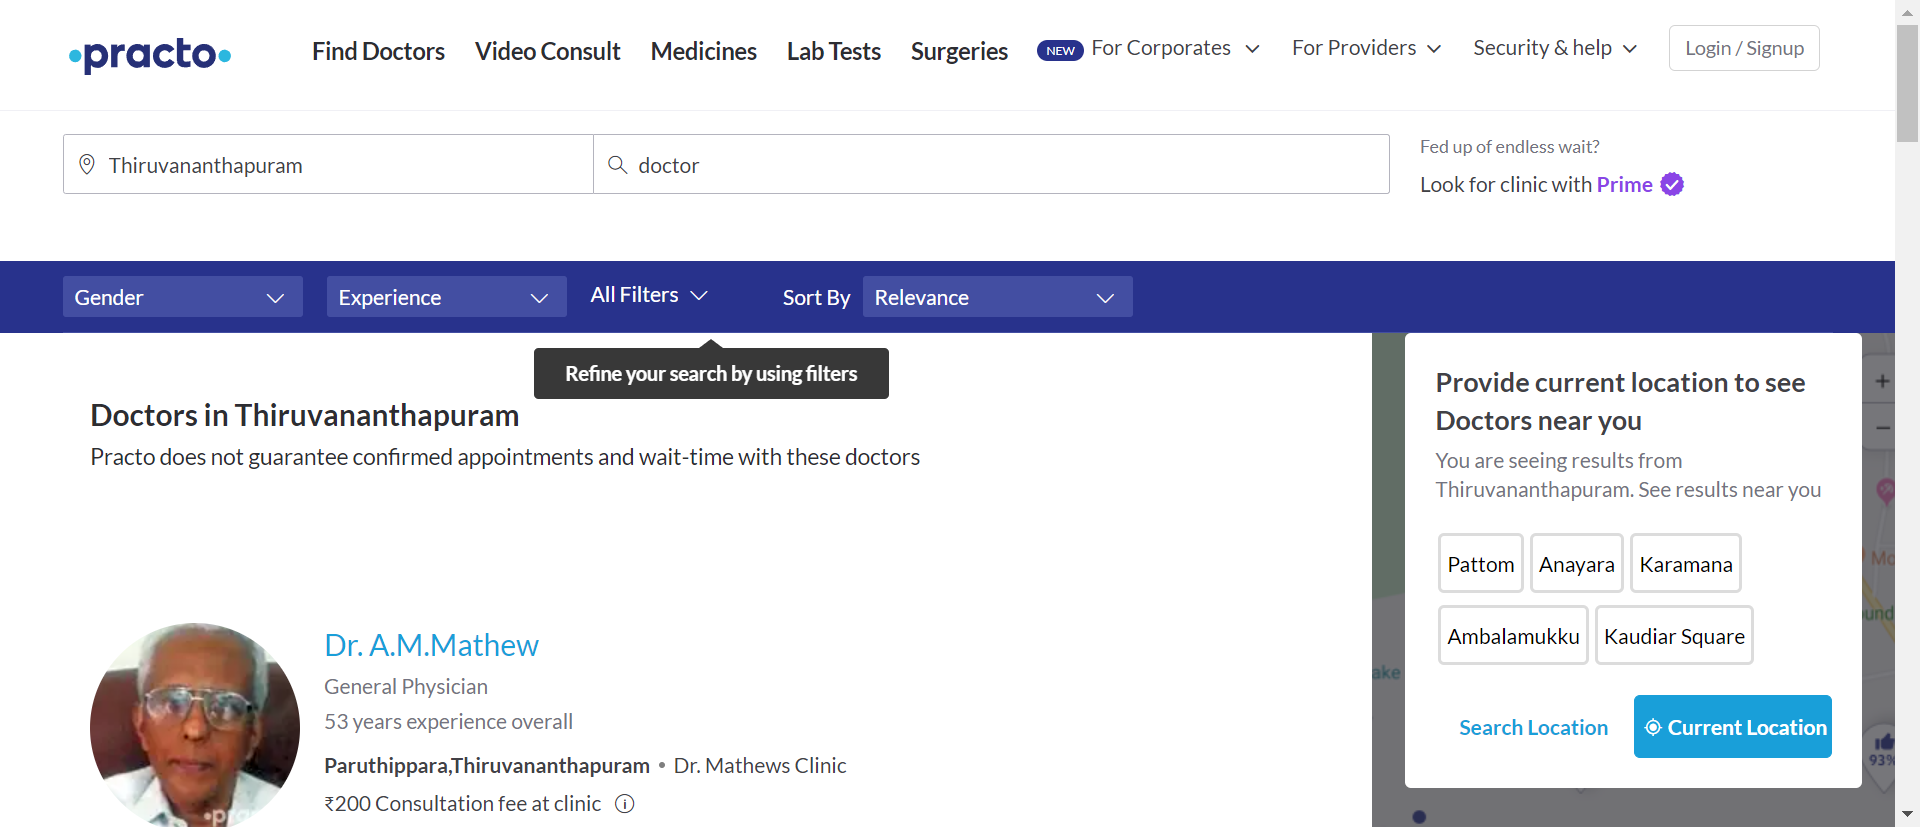 practo
Find Doctors
Video Consult
Medicines
Lab Tests
Surgeries
NEW For Corporates
For Providers
Security & help
Login / Signup
Thiruvananthapuram
doctor
Fed up of endless wait?
Look for clinic with Prime
Gender
Experience
All Filters
Sort By
Relevance
Refine your search by using filters
Doctors in Thiruvananthapuram
Practo does not guarantee confirmed appointments and wait-time with these doctors
Dr. A.M.Mathew
General Physician
53 years experience overall
Paruthippara,Thiruvananthapuram • Dr. Mathews Clinic
₹200 Consultation fee at clinic
Provide current location to see
Doctors near you
You are seeing results from
Thiruvananthapuram. See results near you
Pattom
Anayara
Karamana
Ambalamukku
Kaudiar Square
Search Location
Current Location
+
−